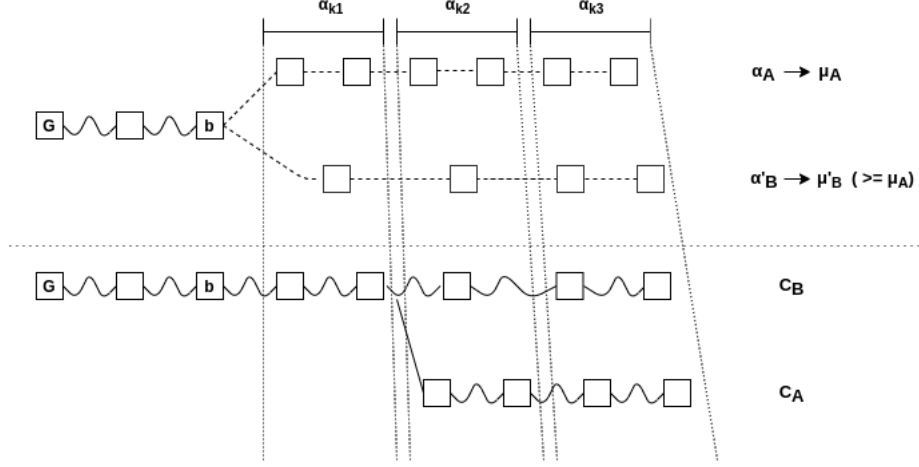 αk1 αk2 αk3
αA → μA
G b
α'B → μ'B ( >= μA)
G b CB
CA